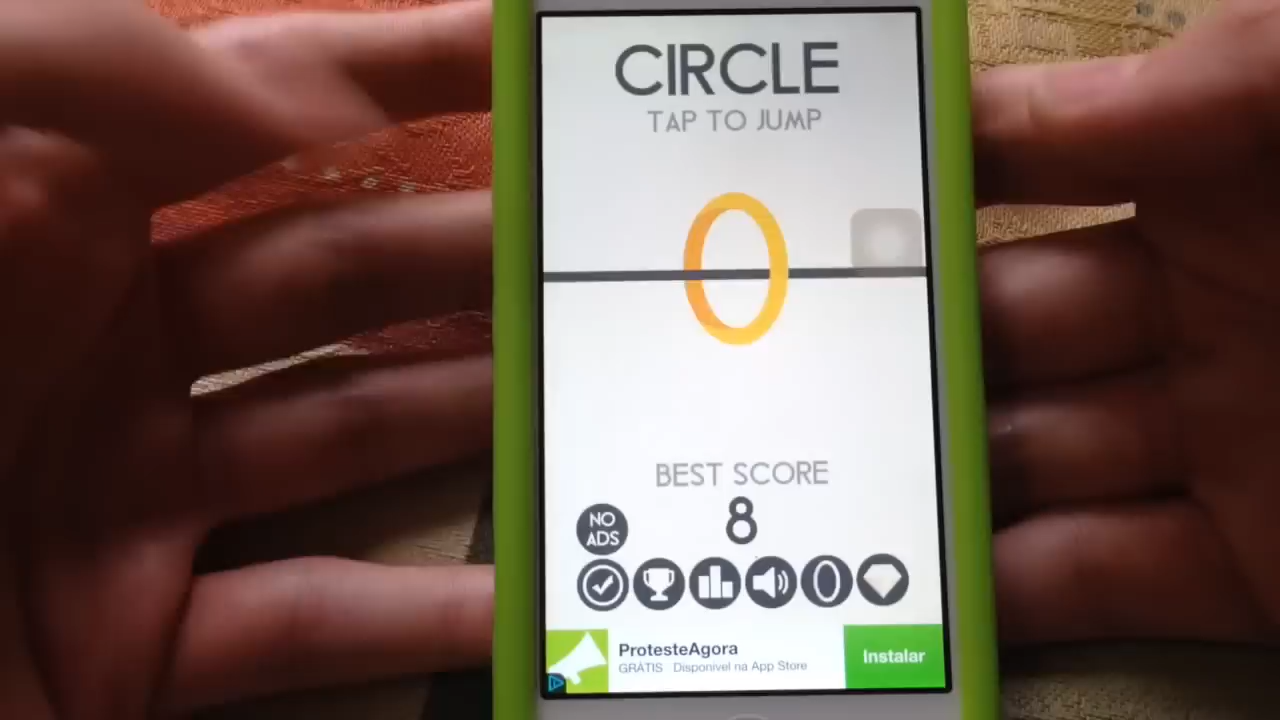 CIRCLE
TAP TO JUMP
BEST SCORE
8
NO
ADS
ProtesteAgora
GRÁTIS Disponível na App Store
Instalar